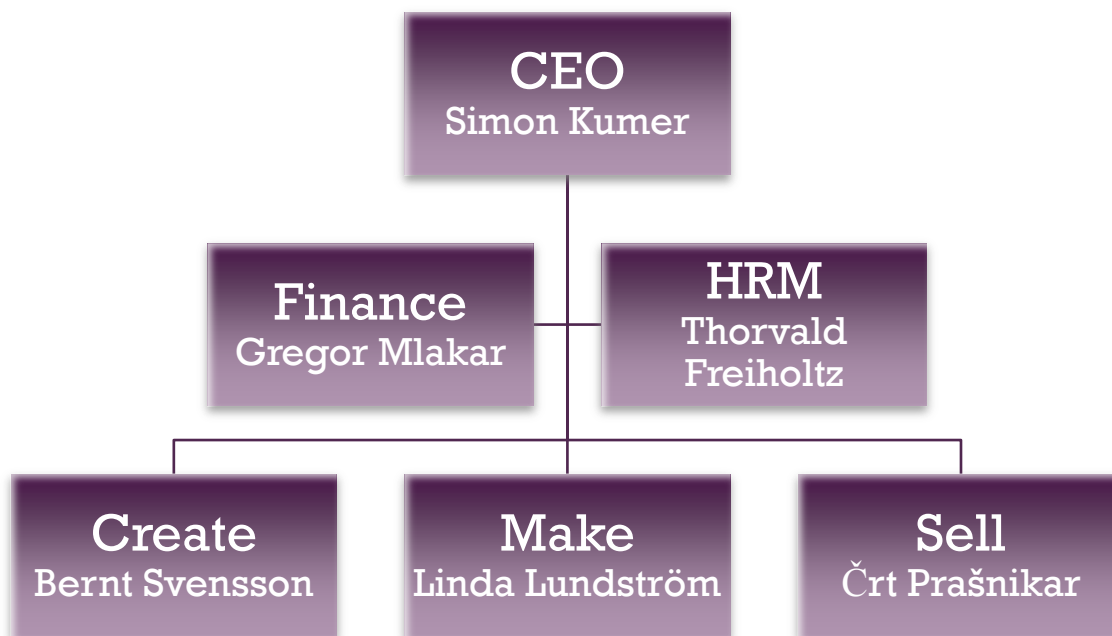 CEO
Simon Kumer
Finance
Gregor Mlakar
HRM
Thorvald
Freiholtz
Create
Bernt Svensson
Make
Linda Lundström
Sell
Črt Prašnikar